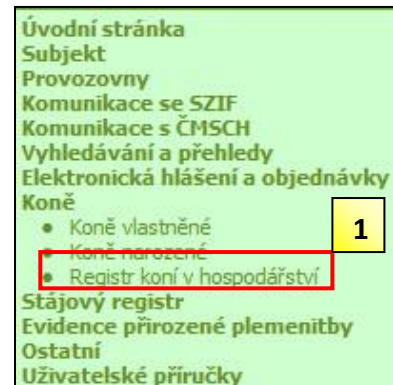 Úvodní stránka
Subjekt
Provozovny
Komunikace se SZIF
Komunikace s ČMSCH
Vyhledávání a přehledy
Elektronická hlášení a objednávky
Koně
• Koně vlastněné
1
• Koně narozené
• Registr koní v hospodářství
Stájový registr
Evidence přirozené plemenitby
Ostatní
Uživatelské příručky